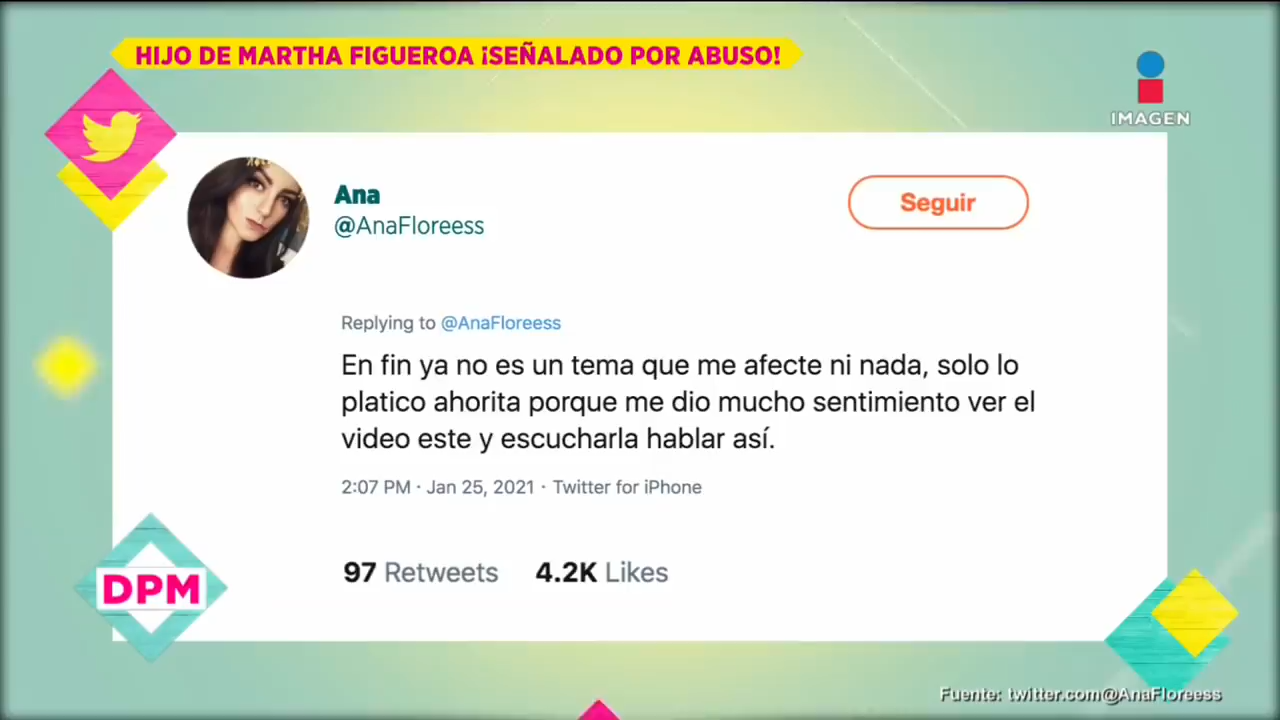 HIJO DE MARTHA FIGUEROA ¡SEÑALADO POR ABUSO!
IMAGEN
Ana
@AnaFloreess
Seguir
Replying to @AnaFloreess
En fin ya no es un tema que me afecte ni nada, solo lo
platico ahorita porque me dio mucho sentimiento ver el
video este y escucharla hablar así.
2:07 PM · Jan 25, 2021 · Twitter for iPhone
97 Retweets 4.2K Likes
DPM
Fuente: twitter.com@AnaFloreess